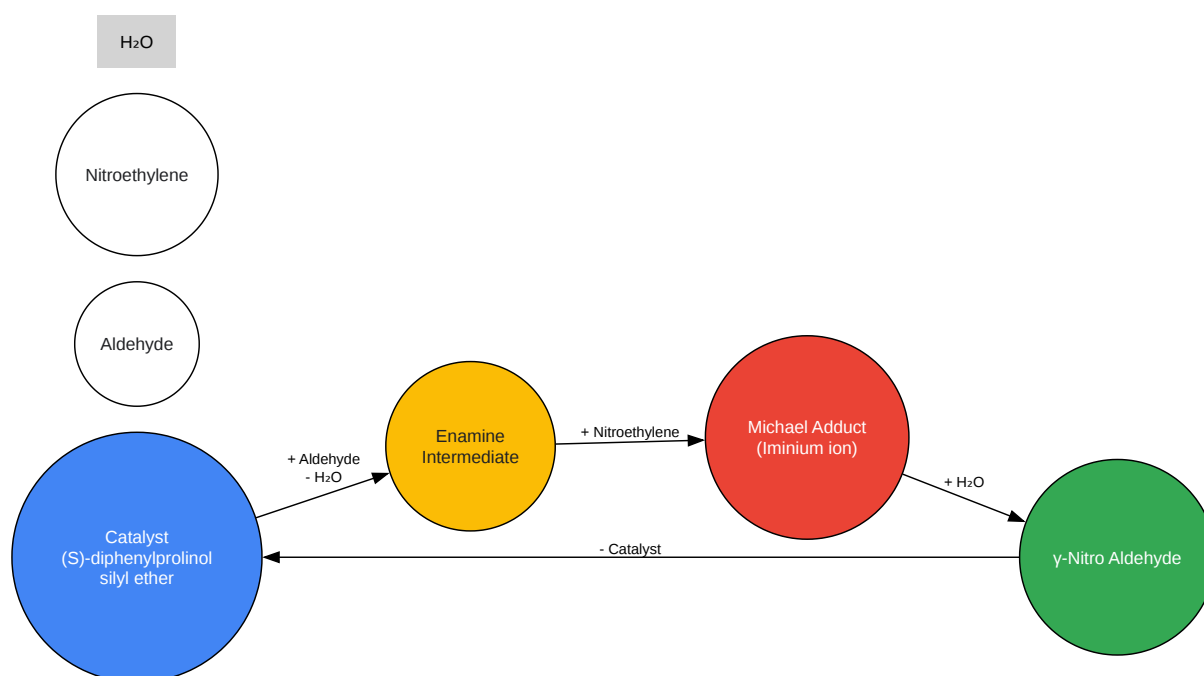 H₂O
Nitroethylene
Aldehyde
Catalyst
(S)-diphenylprolinol
silyl ether
+ Aldehyde
- H₂O
Enamine
Intermediate
+ Nitroethylene
Michael Adduct
(Iminium ion)
+ H₂O
γ-Nitro Aldehyde
- Catalyst